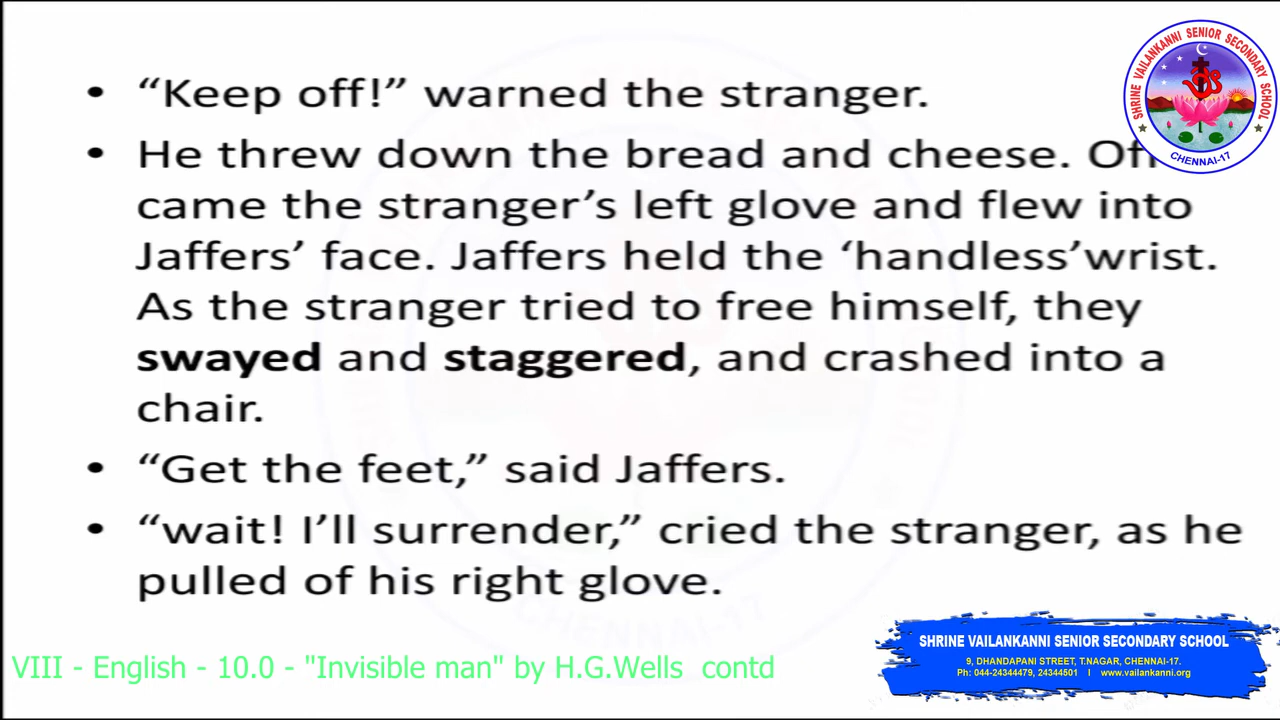 • “Keep off!” warned the stranger.
• He threw down the bread and cheese. Off
came the stranger’s left glove and flew into
Jaffers’ face. Jaffers held the ‘handless’wrist.
As the stranger tried to free himself, they
swayed and staggered, and crashed into a
chair.
• “Get the feet,” said Jaffers.
• “wait! I’ll surrender,” cried the stranger, as he
pulled of his right glove.
SHRINE VAILANKANNI SENIOR SECONDARY SCHOOL
CHENNAI-17
VIII - English - 10.0 - "Invisible man" by H.G.Wells contd
SHRINE VAILANKANNI SENIOR SECONDARY SCHOOL
9, DHANDAPANI STREET, T.NAGAR, CHENNAI-17.
Ph: 044-24344479, 24344501 I www.vailankanni.org